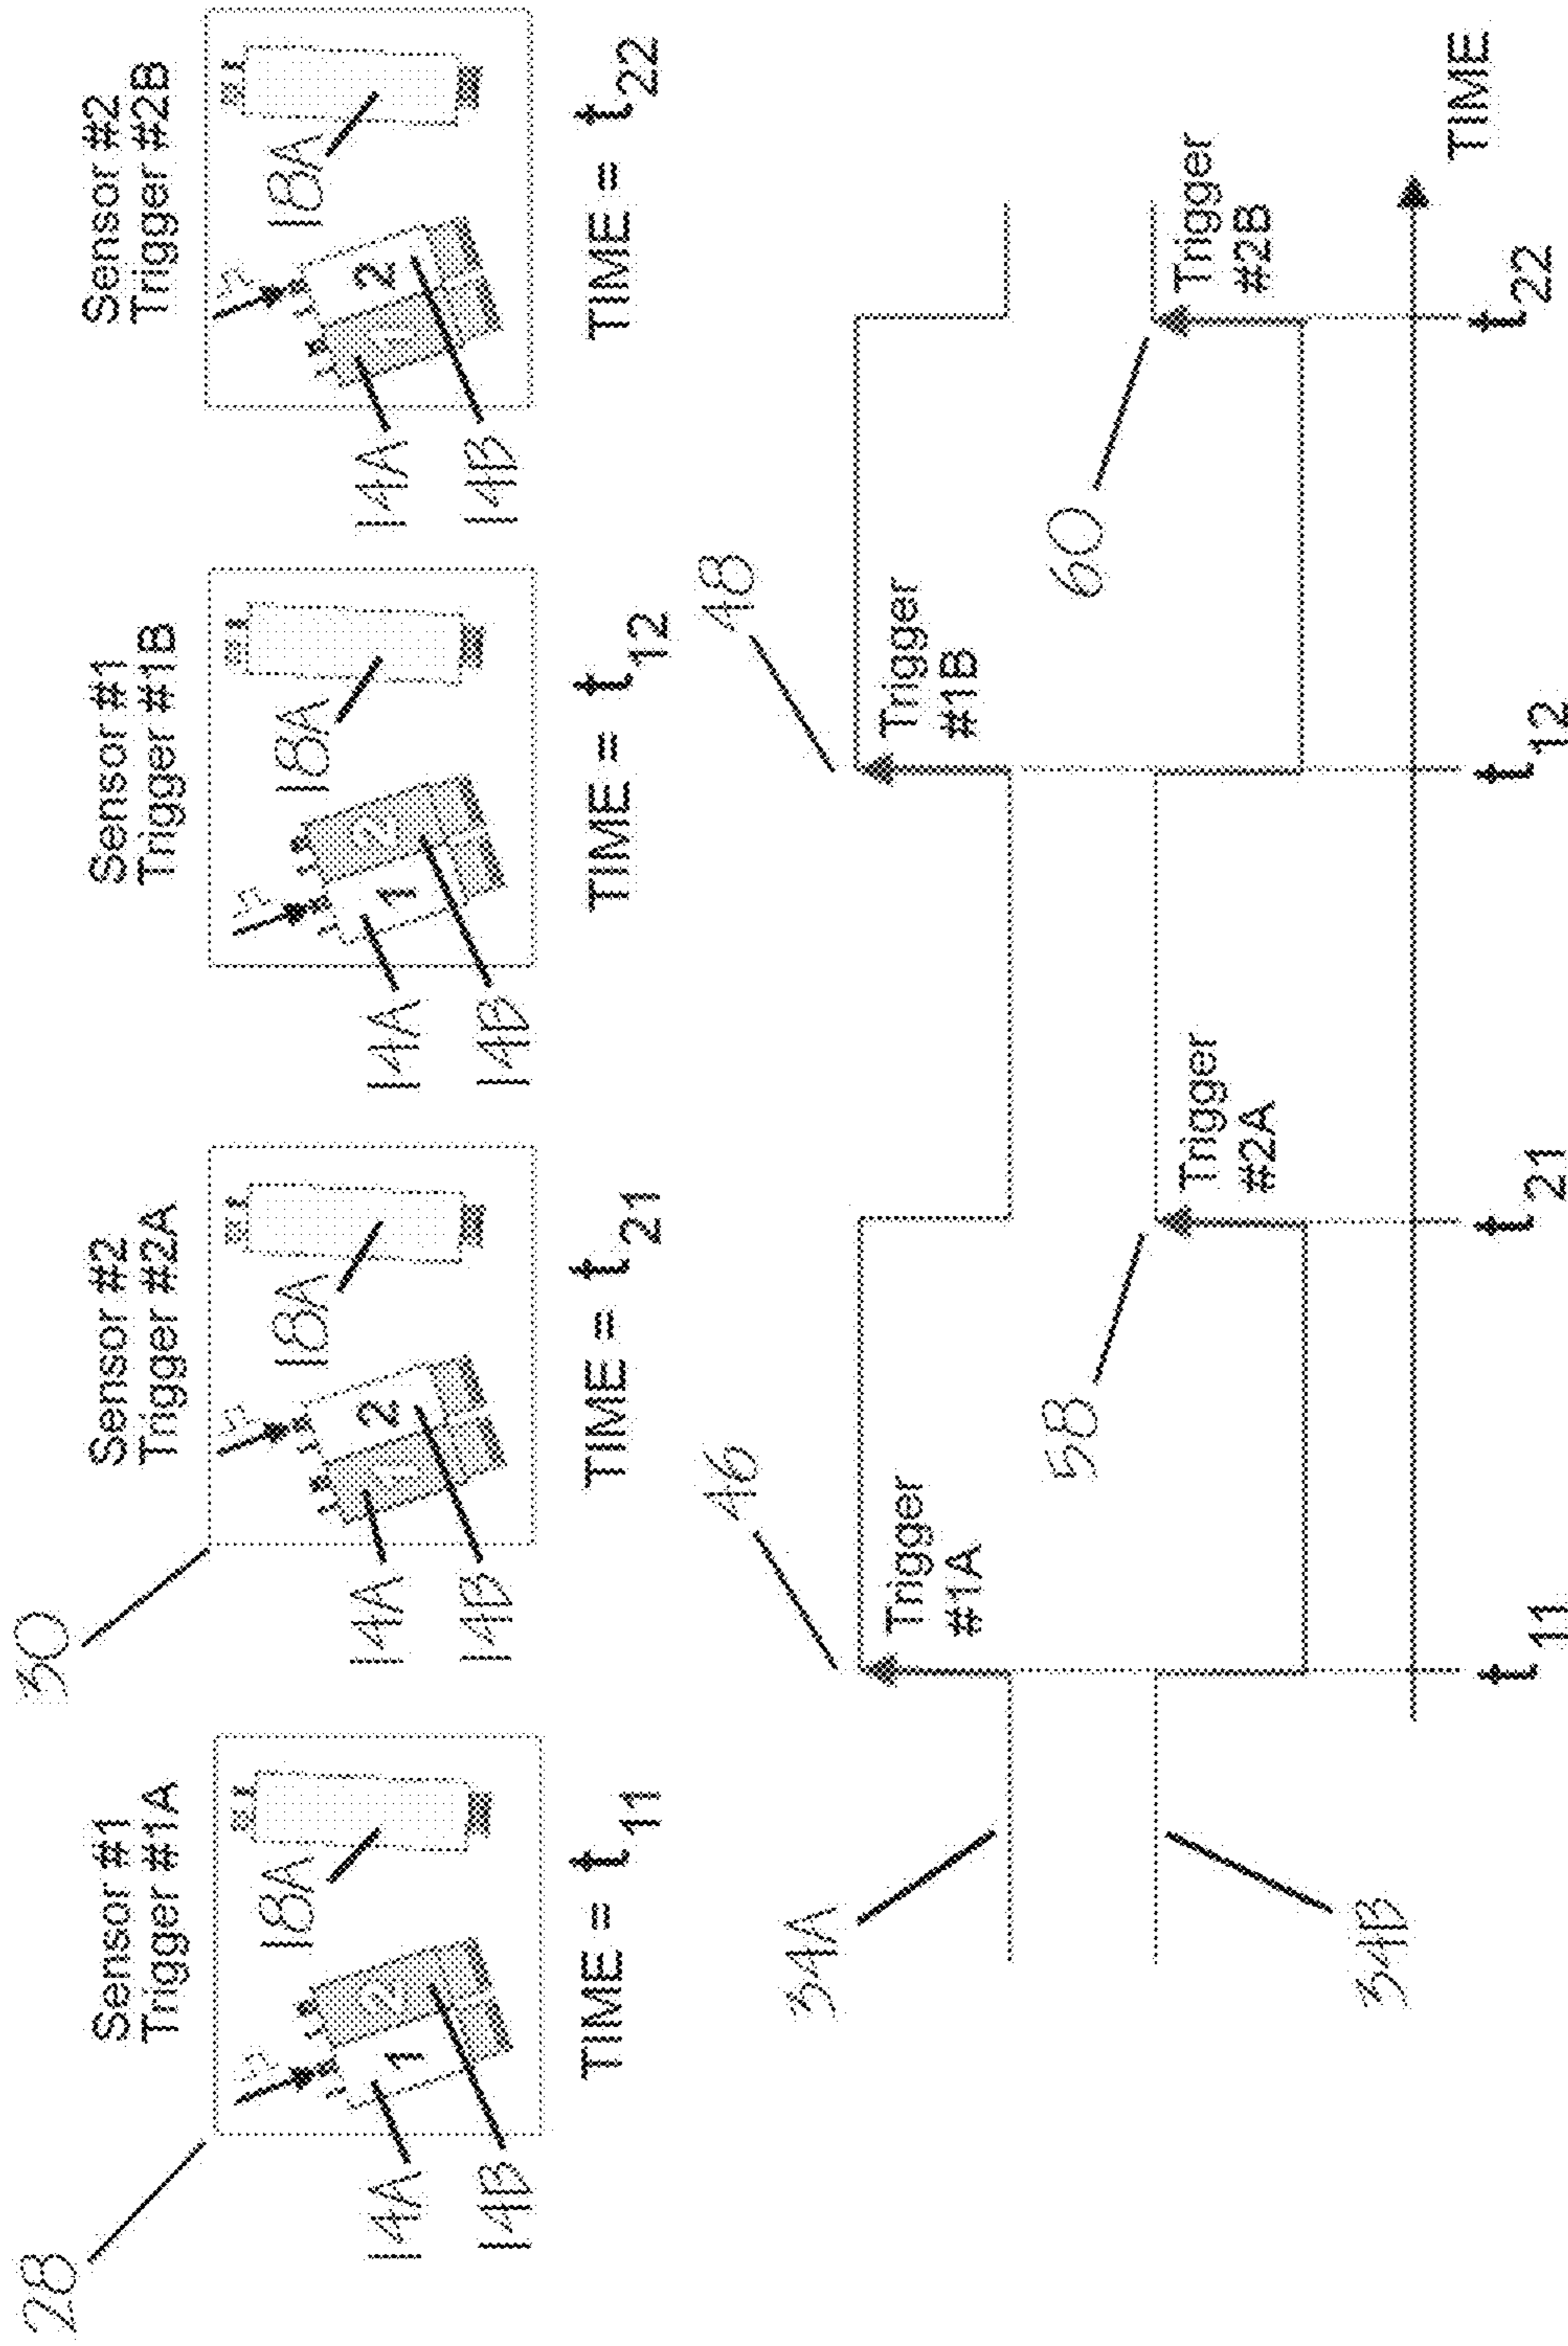 28
Sensor #1
Trigger #1A
18A
1
2
14A
14B
TIME = t11
30
Sensor #2
Trigger #2A
18A
2
14A
14B
TIME = t21
Sensor #1
Trigger #1B
18A
1
14A
14B
TIME = t12
Sensor #2
Trigger #2B
18A
2
14A
14B
TIME = t22
46
48
Trigger
#1A
Trigger
#1B
34A
58
60
Trigger
#2A
Trigger
#2B
34B
TIME
t11
t21
t12
t22